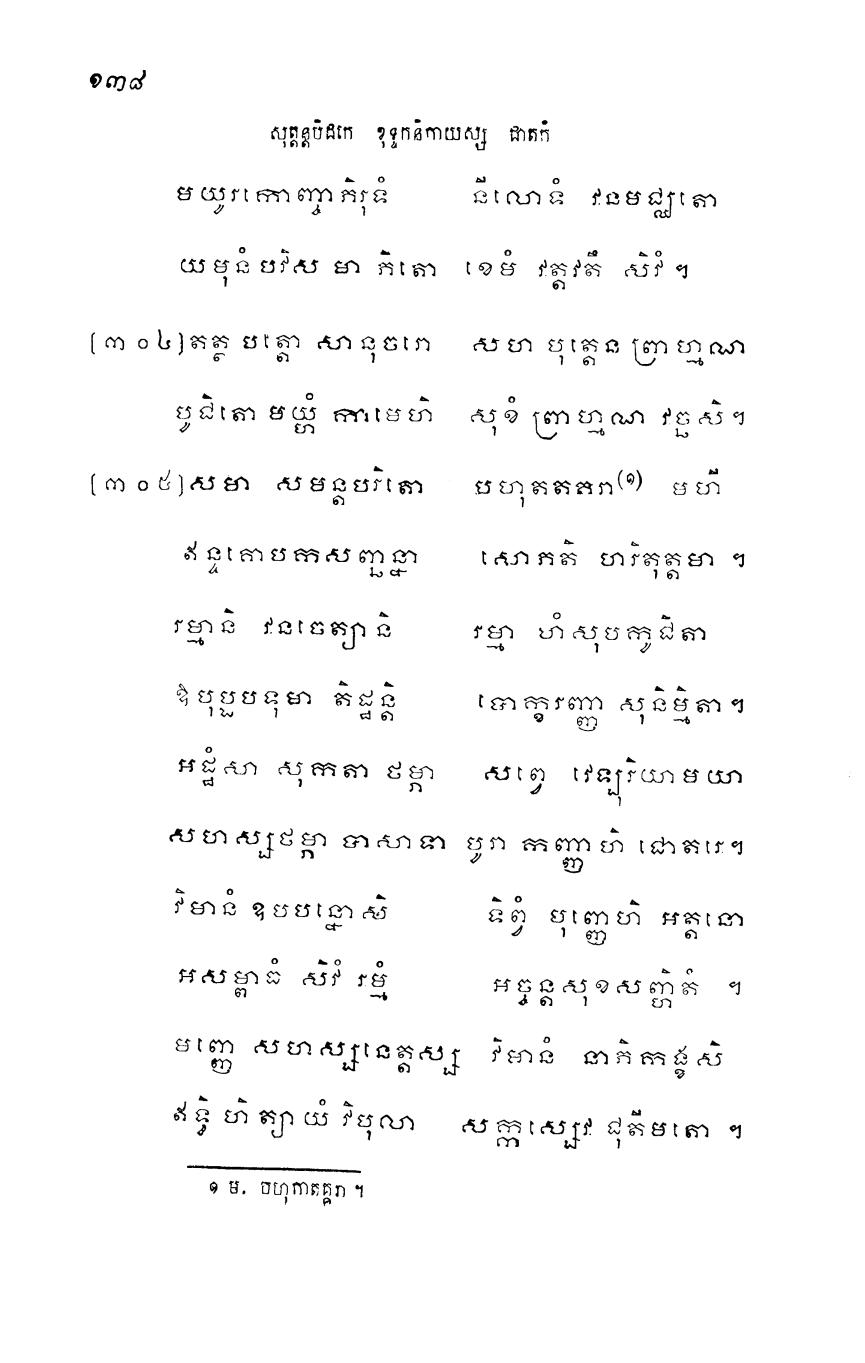 ១៣៨
សុត្តន្តបិដកេ ខុទ្ទកនិកាយស្ស ជាតកំ
មយូរកោញ្ចាភិរុទំ នីលោទំ វនមជ្ឈតោ
យមុនំ បវិស មា ភីតោ ខេមំ វត្តវតឹ សិវំ ។
[៣០៤] តត្ថ បត្តោ សានុចរោ សហ បុត្តេន ព្រាហ្មណ
បូជិតោ មយ្ហំ កាមេហិ សុខំ ព្រាហ្មណ វច្ឆសិ ។
[៣០៥] សមា សមន្តបរិតោ បហុតតគរា(១) មហី
ឥន្ទគោបកសញ្ឆន្នា សោភតិ ហរិតុត្តមា ។
រម្មានិ វនចេត្យានិ រម្មា ហំសុបកូជិតា
ឱបុប្ផបទុមា តិដ្ឋន្តិ បោក្ខរញ្ញា សុនិម្មិតា ។
អដ្ឋំសា សុកតា ថម្ភា សព្វេ វេឡុរិយាមយា
សហស្សថម្ភា បាសាទា បូរា កញ្ញាហិ ជោតរេ ។
វិមានំ ឧបបន្នោសិ ទិព្វំ បុញ្ញេហិ អត្តនោ
អសម្ពាធំ សិវំ រម្មំ អច្ចន្តសុខសញ្ហិតំ ។
មញ្ញេ សហស្សនេត្តស្ស វិមានំ នាភិកង្ខសិ
ឥទ្ធិ ហិ ត្យាយំ វិបុលា សក្កស្សេវ ជុតីមតោ ។
១ ម. បហុកាតគ្គរា ។